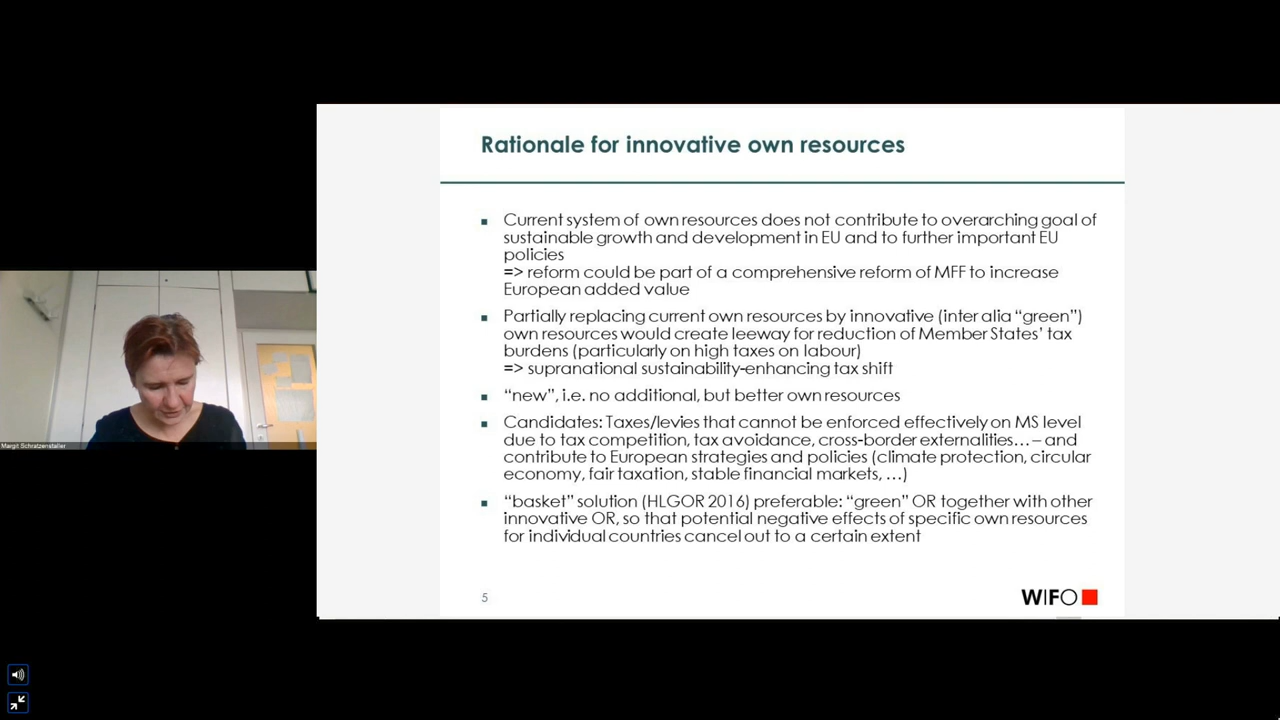 Rationale for innovative own resources
▪ Current system of own resources does not contribute to overarching goal of
sustainable growth and development in EU and to further important EU
policies
=> reform could be part of a comprehensive reform of MFF to increase
European added value
▪ Partially replacing current own resources by innovative (inter alia “green”)
own resources would create leeway for reduction of Member States’ tax
burdens (particularly on high taxes on labour)
=> supranational sustainability-enhancing tax shift
▪ “new”, i.e. no additional, but better own resources
▪ Candidates: Taxes/levies that cannot be enforced effectively on MS level
due to tax competition, tax avoidance, cross-border externalities… – and
contribute to European strategies and policies (climate protection, circular
economy, fair taxation, stable financial markets, …)
▪ “basket” solution (HLGOR 2016) preferable: “green” OR together with other
innovative OR, so that potential negative effects of specific own resources
for individual countries cancel out to a certain extent
5
WIFO
Margit Schratzenstaller